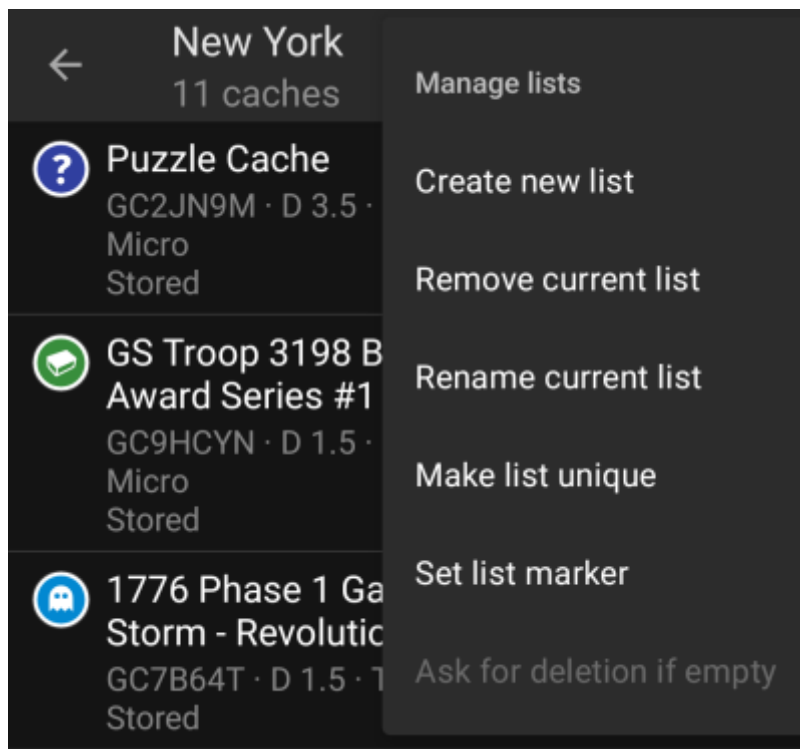 New York
11 caches
Puzzle Cache
GC2JN9M · D 3.5 ·
Micro
Stored
GS Troop 3198 B
Award Series #1
GC9HCYN · D 1.5 ·
Micro
Stored
1776 Phase 1 Ga
Storm - Revolutio
GC7B64T · D 1.5 · T
Stored
Manage lists
Create new list
Remove current list
Rename current list
Make list unique
Set list marker
Ask for deletion if empty